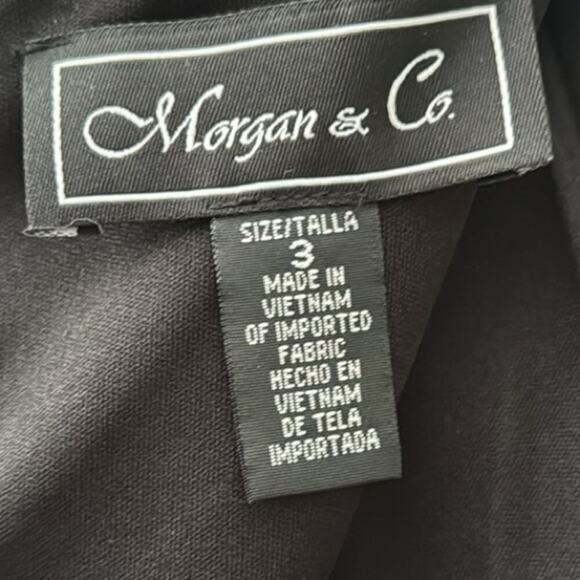 Morgan & Co.
SIZE/TALLA
3
MADE IN
VIETNAM
OF IMPORTED
FABRIC
HECHO EN
VIETNAM
DE TELA
IMPORTADA